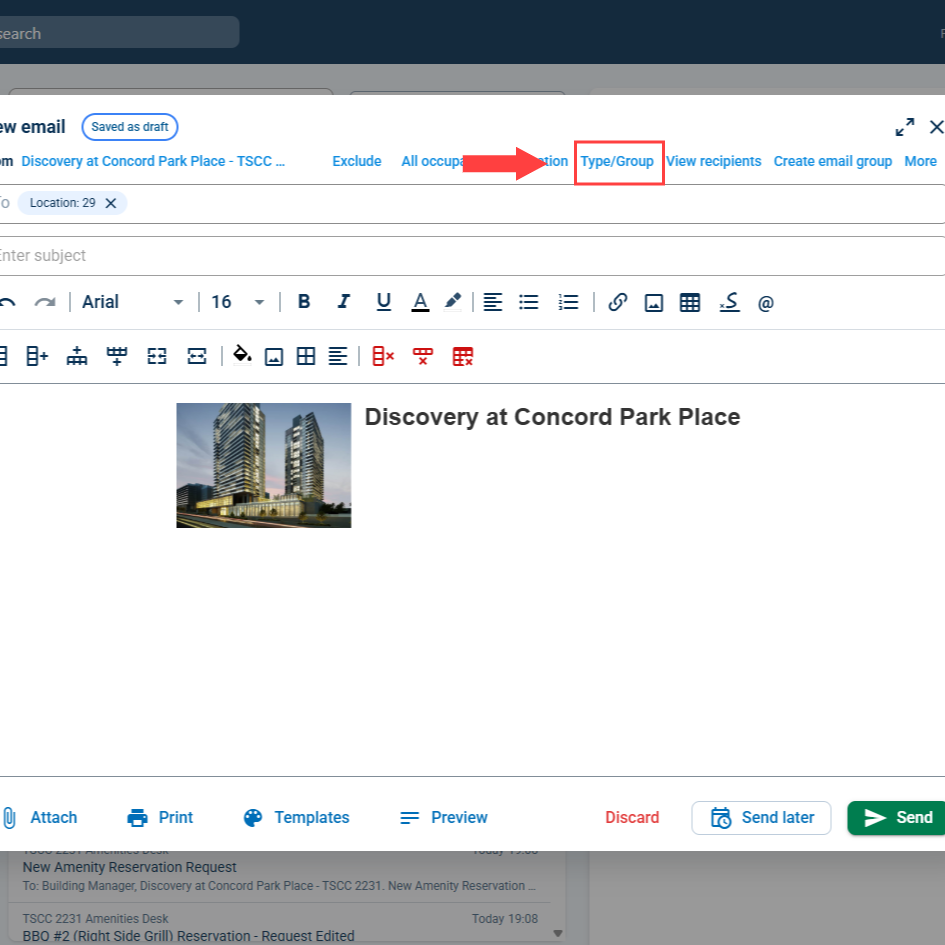 search
ew email
Saved as draft
om Discovery at Concord Park Place - TSCC ... Exclude All occupa tion Type/Group View recipients Create email group More
To Location: 29
Enter subject
Arial 16 B I U A S @
Discovery at Concord Park Place
Attach Print Templates Preview Discard Send later Send
TSCC 2231 Amenities Desk Today 19:08
New Amenity Reservation Request
To: Building Manager, Discovery at Concord Park Place - TSCC 2231. New Amenity Reservation ...
TSCC 2231 Amenities Desk Today 19:08
BBQ #2 (Right Side Grill) Reservation - Request Edited